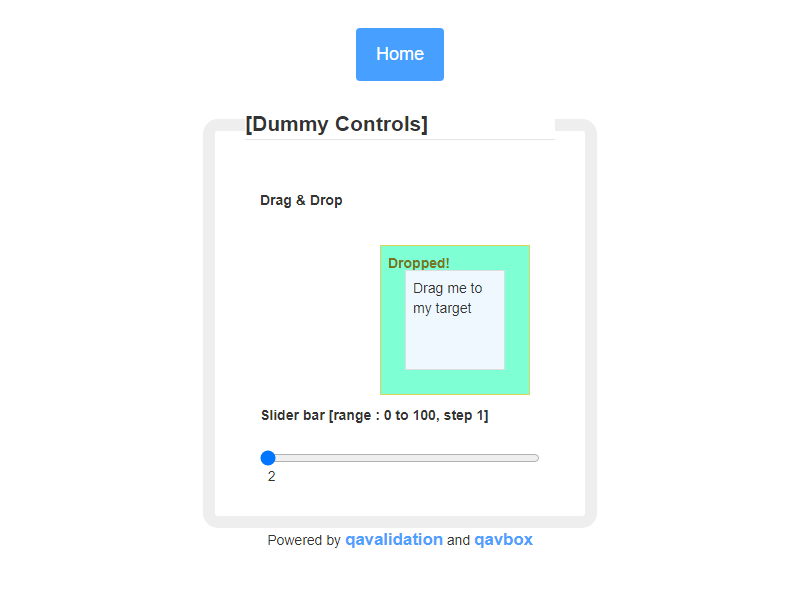 Home
[Dummy Controls]
Drag & Drop
Dropped!
Drag me to
my target
Slider bar [range : 0 to 100, step 1]
2
Powered by qavalidation and qavbox